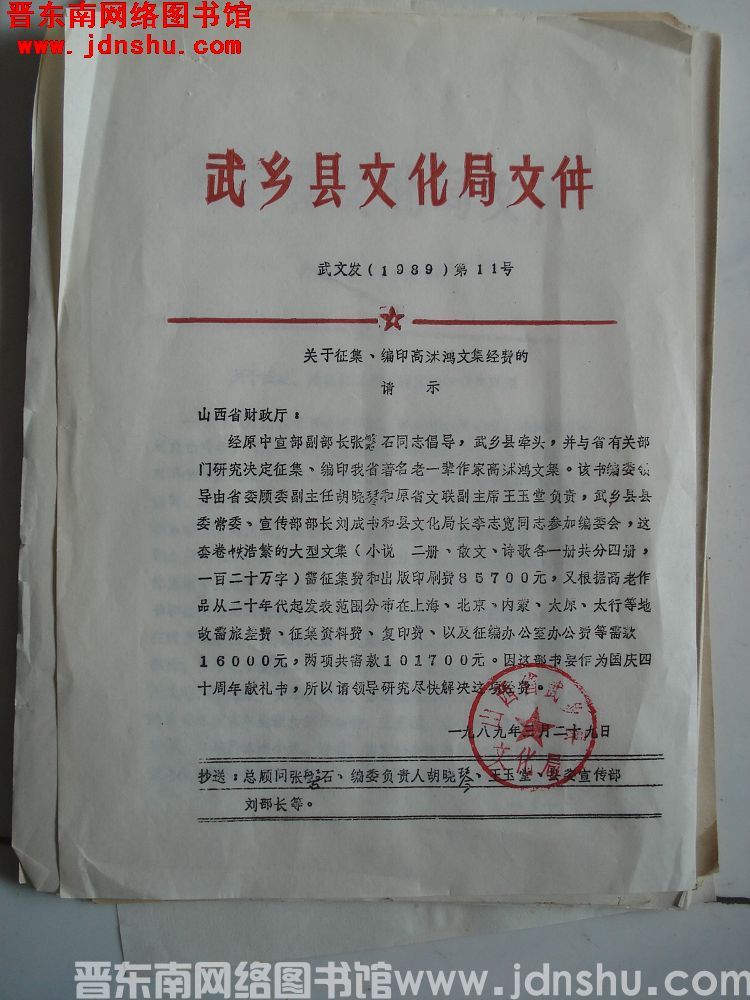 晋东南网络图书馆
www.jdnshu.com
武乡县文化局文件
武文发(1989)第11号
关于征集、编印高沐鸿文集经费的
请 示
山西省财政厅:
经原中宣部副部长张磐石同志倡导,武乡县牵头,并与省有关部
门研究决定征集、编印我省著名老一辈作家高沐鸿文集。该书编委领
导由省委顾委副主任胡晓琴和原省文联副主席王玉堂负责,武乡县县
委常委、宣传部部长刘成书和县文化局长李志宽同志参加编委会,这
套卷帙浩繁的大型文集(小说 二册、散文、诗歌各一册共分四册,
一百二十万字)需征集费和出版印刷费85700元,又根据高老作
品从二十年代起发表范围分布在上海、北京、内蒙、太原、太行等地
故需旅差费、征集资料费、复印费、以及征编办公室办公费等需款
16000元,两项共需款101700元。因这部书要作为国庆四
十周年献礼书,所以请领导研究尽快解决这项经费。
一九八九年三月二十九日
山西省武乡县
文化局
抄送:总顾问张磐石、编委负责人胡晓琴、王玉堂、县委宣传部
刘部长等。
晋东南网络图书馆www.jdnshu.com